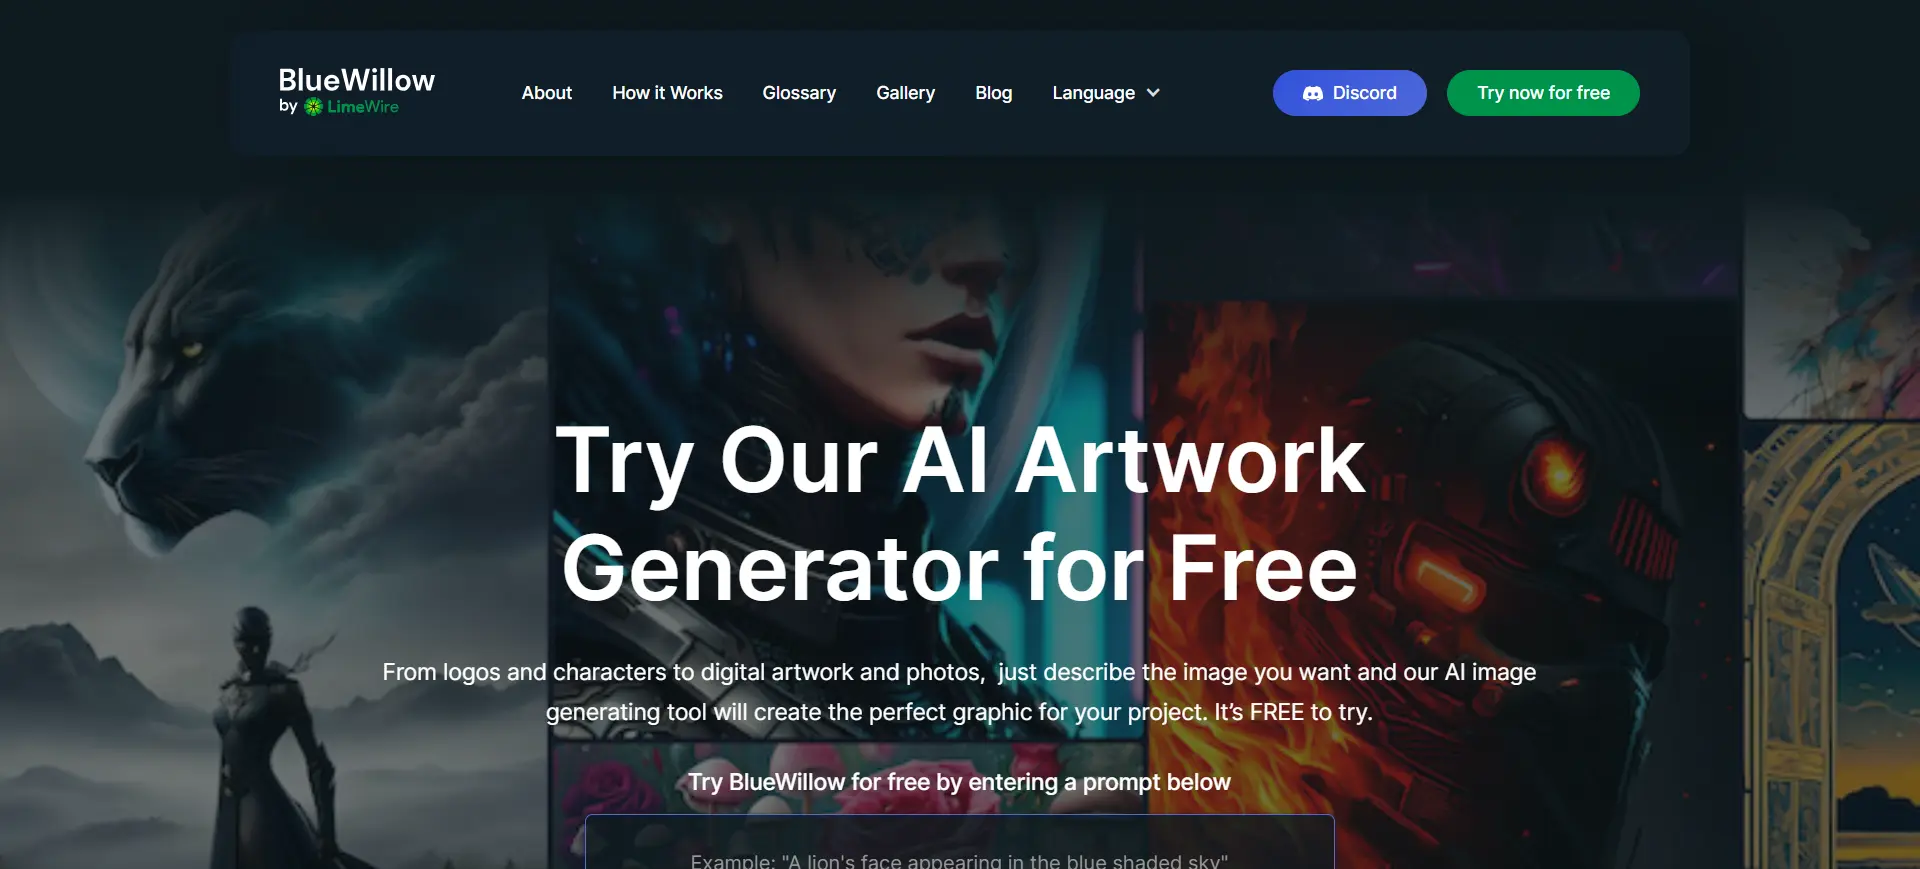 BlueWillow
by LimeWire
About
How it Works
Glossary
Gallery
Blog
Language
Discord
Try now for free
Try Our AI Artwork
Generator for Free
From logos and characters to digital artwork and photos,  just describe the image you want and our AI image
generating tool will create the perfect graphic for your project. It’s FREE to try.
Try BlueWillow for free by entering a prompt below
Example: "A lion's face appearing in the blue shaded sky"